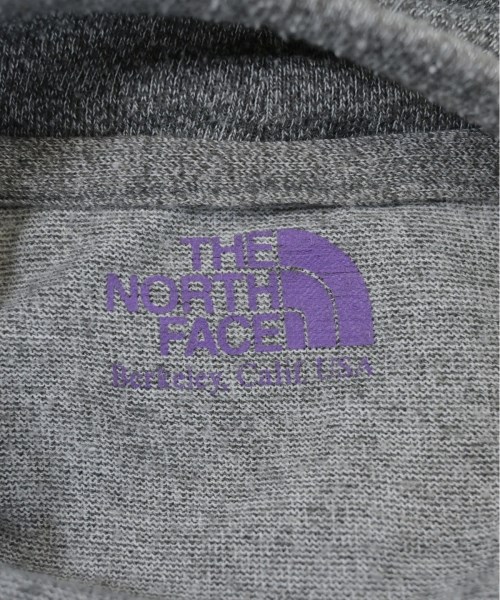 THE
NORTH
FACE
Berkeley, Calif. USA